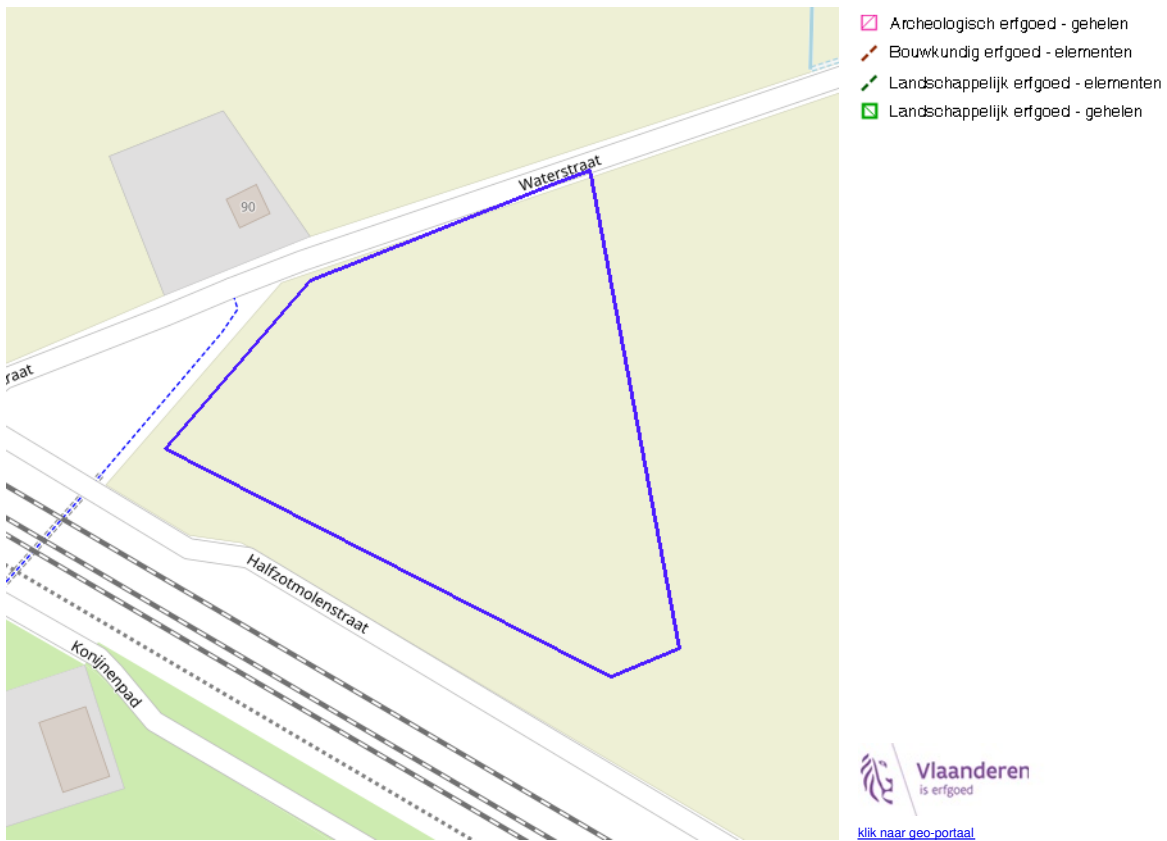 Archeologisch erfgoed - gehelen
Bouwkundig erfgoed - elementen
Landschappelijk erfgoed - elementen
Landschappelijk erfgoed - gehelen
Waterstraat
90
raat
Halfzotmolenstraat
Konijnenpad
Vlaanderen
is erfgoed
klik naar geo-portaal